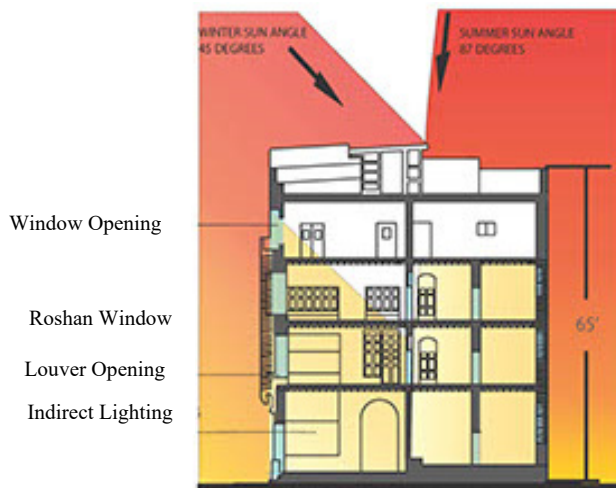 WINTER SUN ANGLE
45 DEGREES
SUMMER SUN ANGLE
87 DEGREES
Window Opening
Roshan Window
65'
Louver Opening
Indirect Lighting